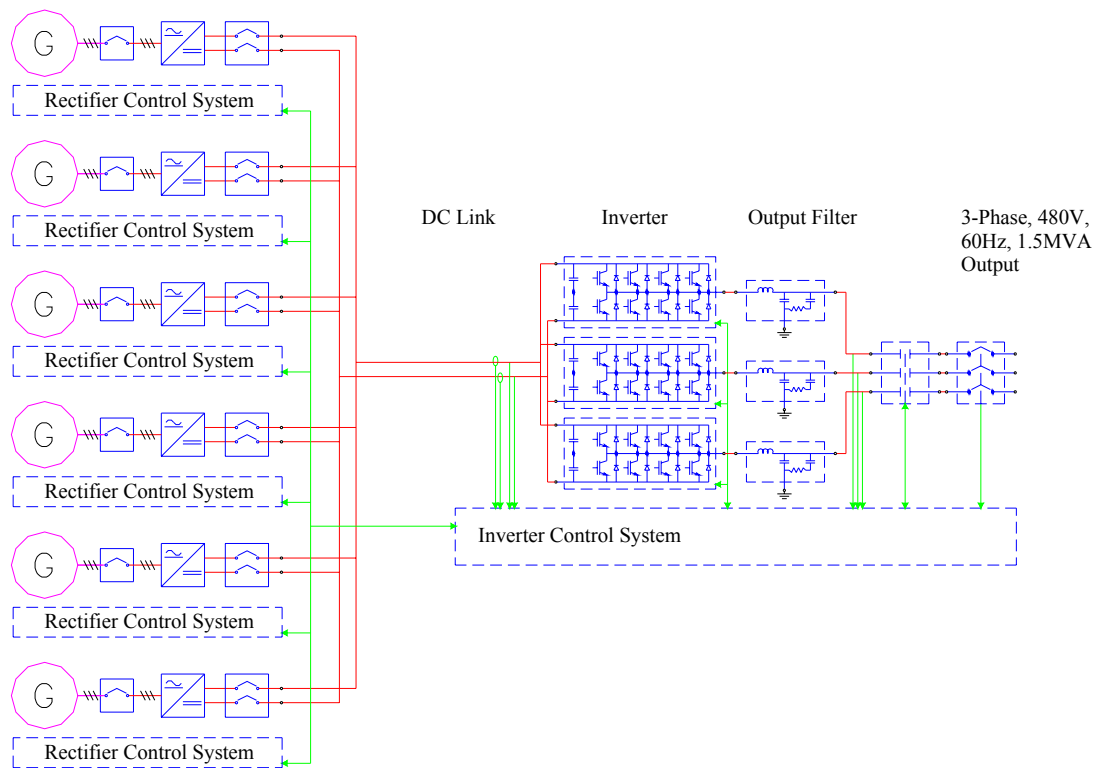 G
Rectifier Control System
G
Rectifier Control System
G
Rectifier Control System
G
Rectifier Control System
G
Rectifier Control System
G
Rectifier Control System
DC Link
Inverter
Output Filter
3-Phase, 480V,
60Hz, 1.5MVA
Output
Inverter Control System